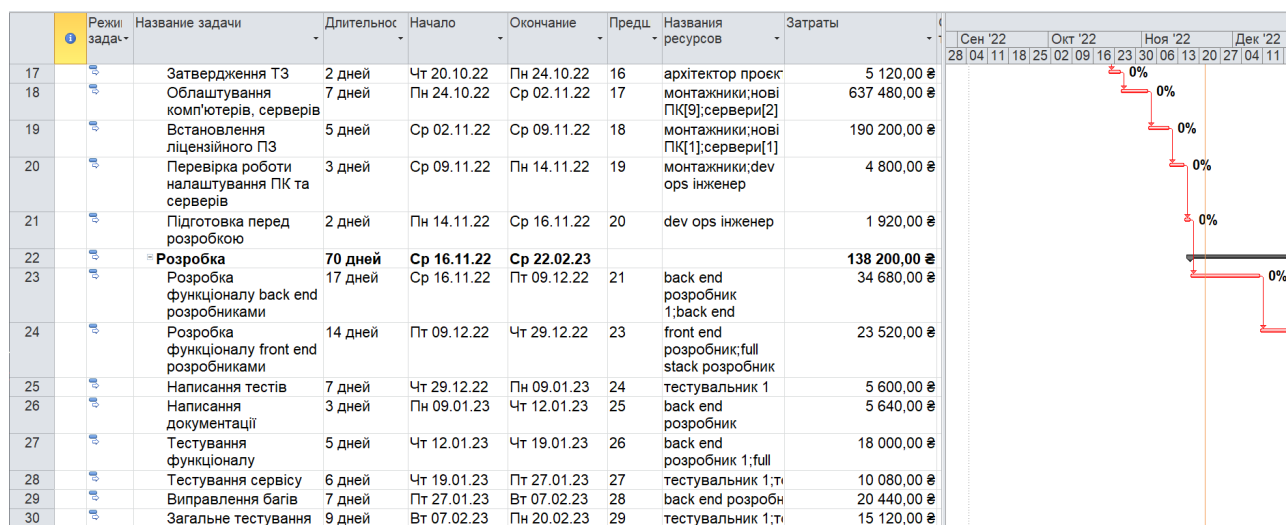 Режи Название задачи Длительнос Начало Окончание Предш Названия Затраты
задач ресурсов
Сен '22 Окт '22 Ноя '22 Дек '22
28 04 11 18 25 02 09 16 23 30 06 13 20 27 04 11
17 Затвердження ТЗ 2 дней Чт 20.10.22 Пн 24.10.22 16 архітектор проєкт 5 120,00 ₴ 0%
18 Облаштування 7 дней Пн 24.10.22 Ср 02.11.22 17 монтажники;нові 637 480,00 ₴ 0%
комп'ютерів, серверів ПК[9];сервери[2]
19 Встановлення 5 дней Ср 02.11.22 Ср 09.11.22 18 монтажники;нові 190 200,00 ₴ 0%
ліцензійного ПЗ ПК[1];сервери[1]
20 Перевірка роботи 3 дней Ср 09.11.22 Пн 14.11.22 19 монтажники;dev 4 800,00 ₴ 0%
налаштування ПК та ops інженер
серверів
21 Підготовка перед 2 дней Пн 14.11.22 Ср 16.11.22 20 dev ops інженер 1 920,00 ₴ 0%
розробкою
22 Розробка 70 дней Ср 16.11.22 Ср 22.02.23 138 200,00 ₴
23 Розробка 17 дней Ср 16.11.22 Пт 09.12.22 21 back end 34 680,00 ₴ 0%
функціоналу back end розробник
розробниками 1;back end
24 Розробка 14 дней Пт 09.12.22 Чт 29.12.22 23 front end 23 520,00 ₴
функціоналу front end розробник;full
розробниками stack розробник
25 Написання тестів 7 дней Чт 29.12.22 Пн 09.01.23 24 тестувальник 1 5 600,00 ₴
26 Написання 3 дней Пн 09.01.23 Чт 12.01.23 25 back end 5 640,00 ₴
документації розробник
27 Тестування 5 дней Чт 12.01.23 Чт 19.01.23 26 back end 18 000,00 ₴
функціоналу розробник 1;full
28 Тестування сервісу 6 дней Чт 19.01.23 Пт 27.01.23 27 тестувальник 1;т 10 080,00 ₴
29 Виправлення багів 7 дней Пт 27.01.23 Вт 07.02.23 28 back end розробн 20 440,00 ₴
30 Загальне тестування 9 дней Вт 07.02.23 Пн 20.02.23 29 тестувальник 1;т 15 120,00 ₴